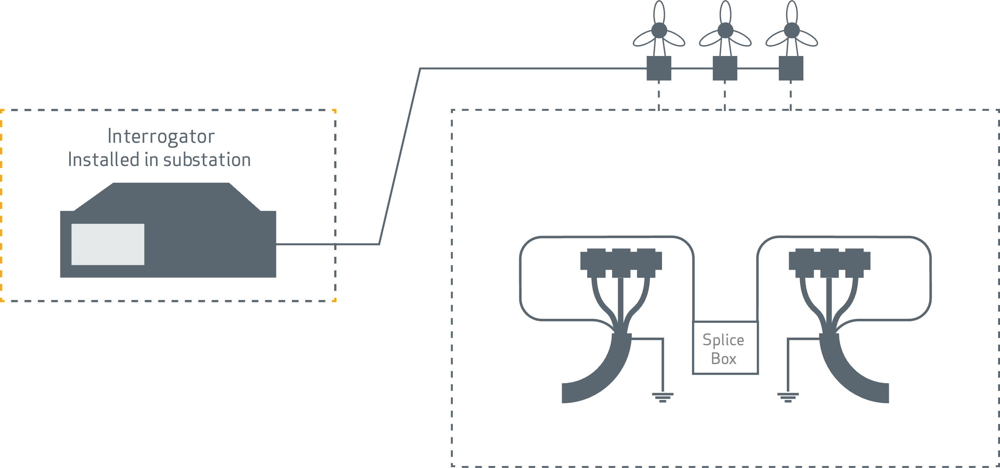 Interrogator
Installed in substation
Splice
Box